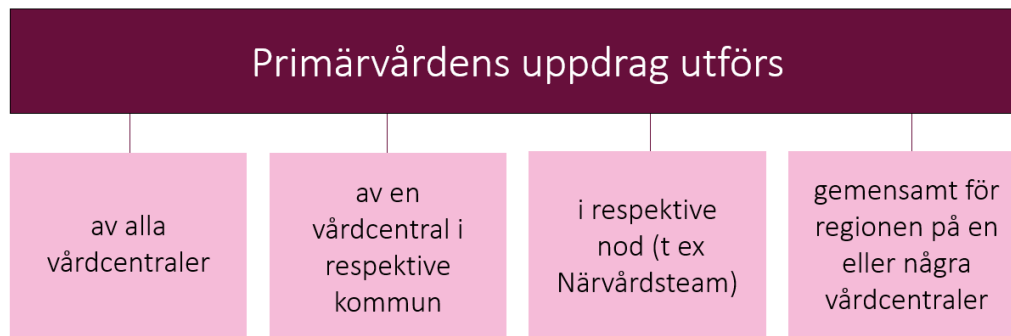 Primärvårdens uppdrag utförs
av alla
vårdcentraler
av en
vårdcentral i
respektive
kommun
i respektive
nod (t ex
Närvårdsteam)
gemensamt för
regionen på en
eller några
vårdcentraler